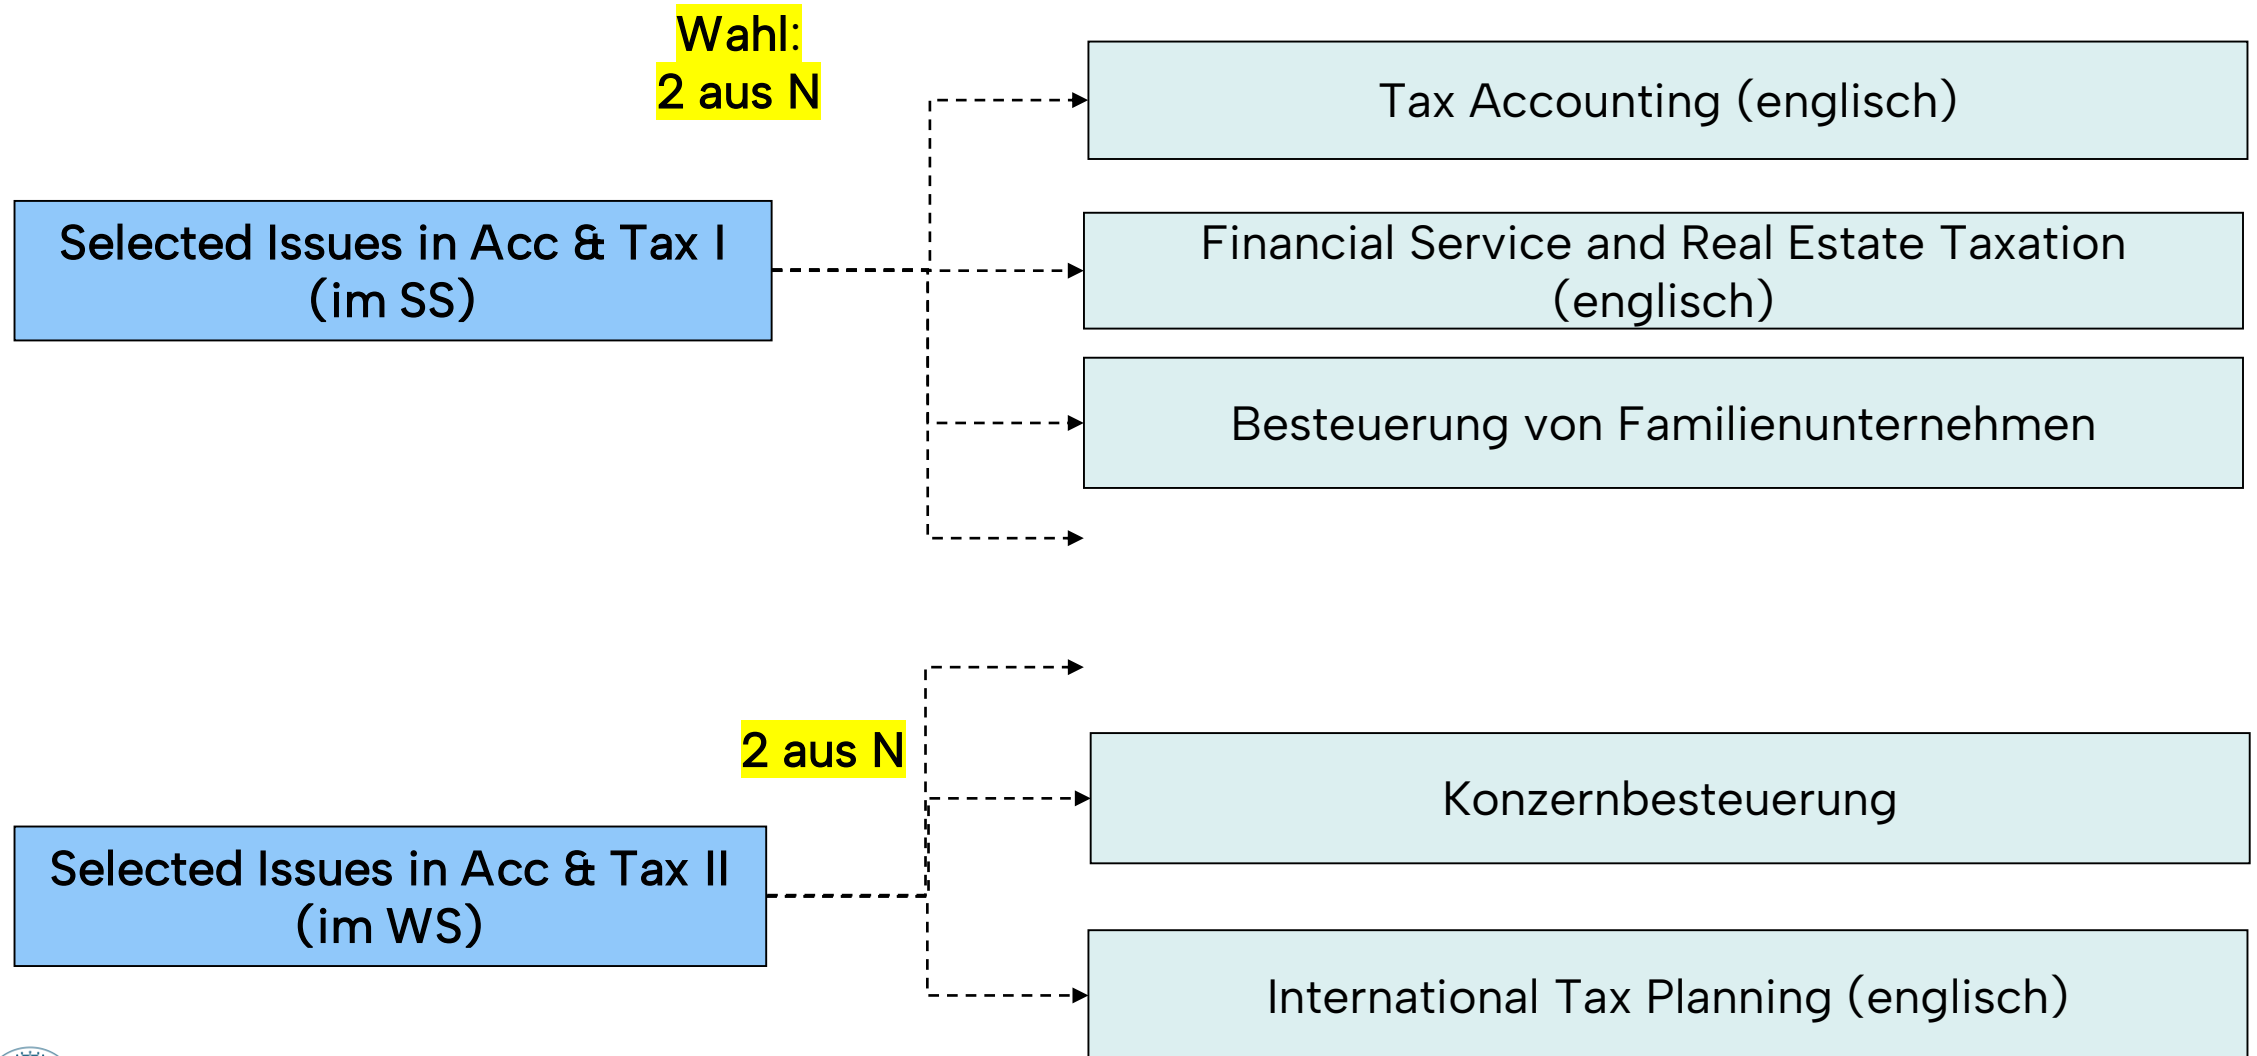 Wahl:
2 aus N
Tax Accounting (englisch)
Selected Issues in Acc & Tax I
(im SS)
Financial Service and Real Estate Taxation
(englisch)
Besteuerung von Familienunternehmen
2 aus N
Konzernbesteuerung
Selected Issues in Acc & Tax II
(im WS)
International Tax Planning (englisch)